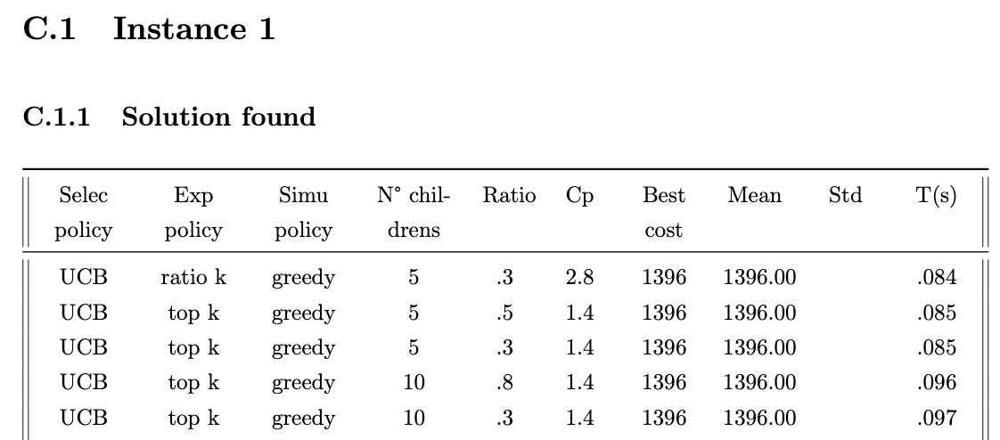 C.1 Instance 1
C.1.1 Solution found
Selec Exp Simu N° chil- Ratio Cp Best Mean Std T(s)
policy policy policy drens cost
UCB ratio k greedy 5 .3 2.8 1396 1396.00 .084
UCB top k greedy 5 .5 1.4 1396 1396.00 .085
UCB top k greedy 5 .3 1.4 1396 1396.00 .085
UCB top k greedy 10 .8 1.4 1396 1396.00 .096
UCB top k greedy 10 .3 1.4 1396 1396.00 .097